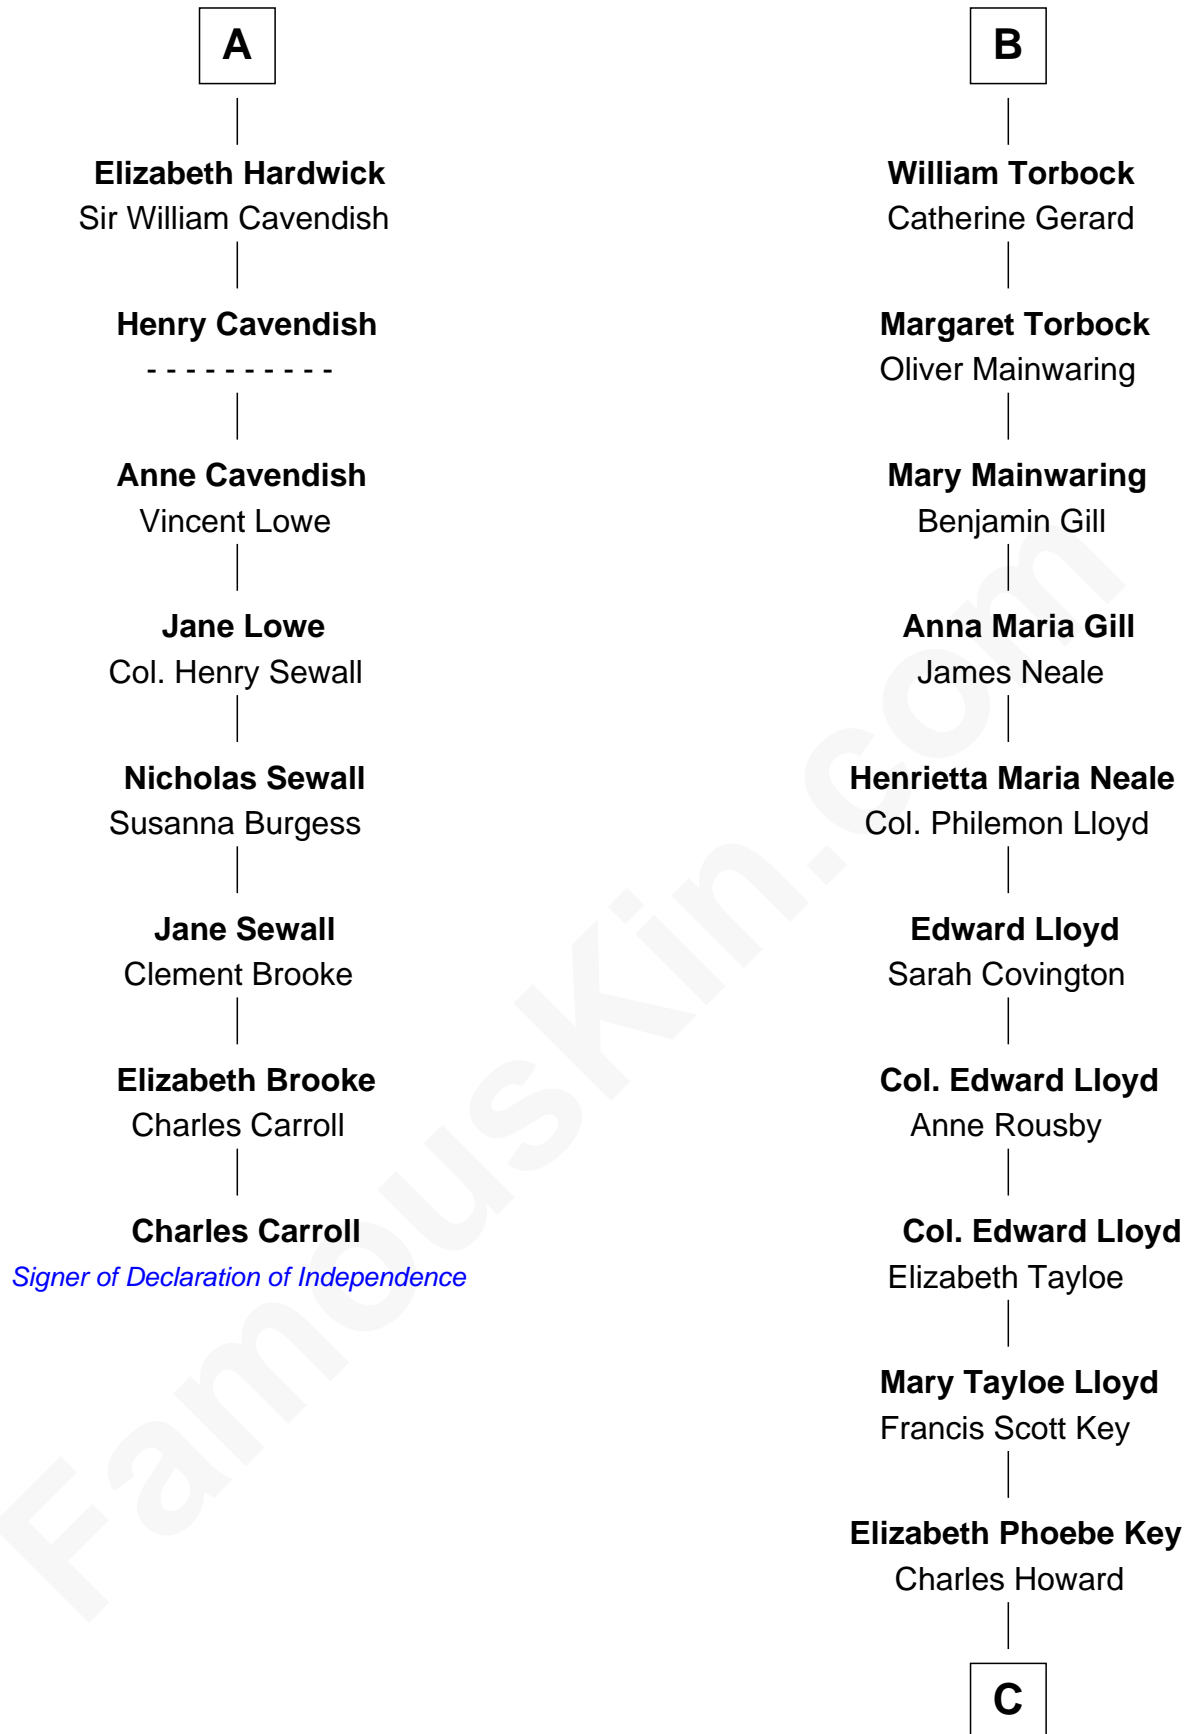 A
Elizabeth Hardwick
Sir William Cavendish
Henry Cavendish
- - - - - - - - - -
Anne Cavendish
Vincent Lowe
Jane Lowe
Col. Henry Sewall
Nicholas Sewall
Susanna Burgess
Jane Sewall
Clement Brooke
Elizabeth Brooke
Charles Carroll
Charles Carroll
Signer of Declaration of Independence
B
William Torbock
Catherine Gerard
Margaret Torbock
Oliver Mainwaring
Mary Mainwaring
Benjamin Gill
Anna Maria Gill
James Neale
Henrietta Maria Neale
Col. Philemon Lloyd
Edward Lloyd
Sarah Covington
Col. Edward Lloyd
Anne Rousby
Col. Edward Lloyd
Elizabeth Tayloe
Mary Tayloe Lloyd
Francis Scott Key
Elizabeth Phoebe Key
Charles Howard
C
FamousKin.com